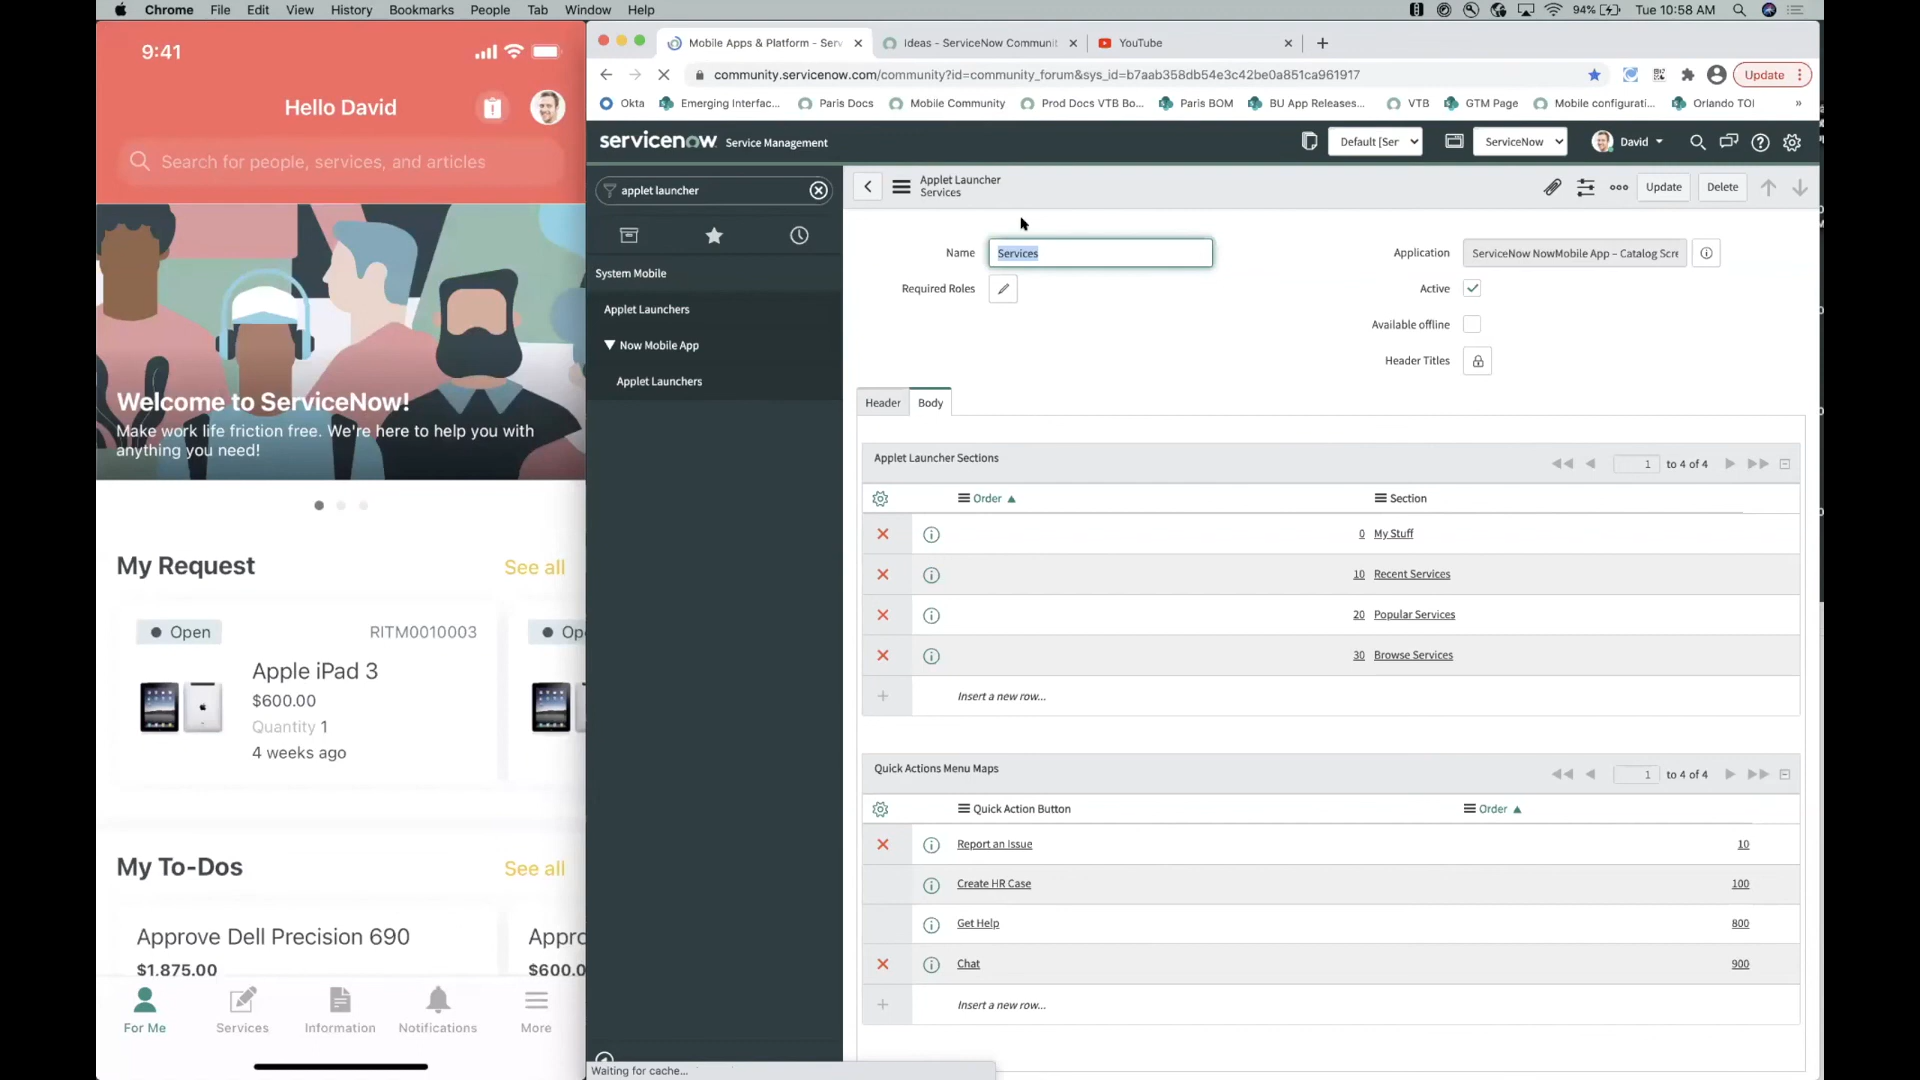 Chrome File Edit View History Bookmarks People Tab Window Help 94% Tue 10:58 AM
9:41
Hello David
Search for people, services, and articles
Welcome to ServiceNow!
Make work life friction free. We're here to help you with
anything you need!
My Request See all
Open RITM0010003
Apple iPad 3
$600.00
Quantity 1
4 weeks ago
My To-Dos See all
Approve Dell Precision 690
$1,875.00 $600.0
For Me Services Information Notifications More
Mobile Apps & Platform - Serv Ideas - ServiceNow Communit YouTube
community.servicenow.com/community?id=community_forum&sys_id=b7aab358db54e3c42be0a851ca961917 Update
Okta Emerging Interfac... Paris Docs Mobile Community Prod Docs VTB Bo... Paris BOM BU App Releases... VTB GTM Page Mobile configurati... Orlando TOI »
servicenow Service Management Default [Ser ServiceNow David
applet launcher
System Mobile
Applet Launchers
Now Mobile App
Applet Launchers
Applet Launcher
Services
Update Delete
Name Services
Required Roles
Application ServiceNow NowMobile App – Catalog Scre
Active
Available offline
Header Titles
Header Body
Applet Launcher Sections 1 to 4 of 4
Order Section
0 My Stuff
10 Recent Services
20 Popular Services
30 Browse Services
Insert a new row...
Quick Actions Menu Maps 1 to 4 of 4
Quick Action Button Order
Report an Issue 10
Create HR Case 100
Get Help 800
Chat 900
Insert a new row...
Waiting for cache...